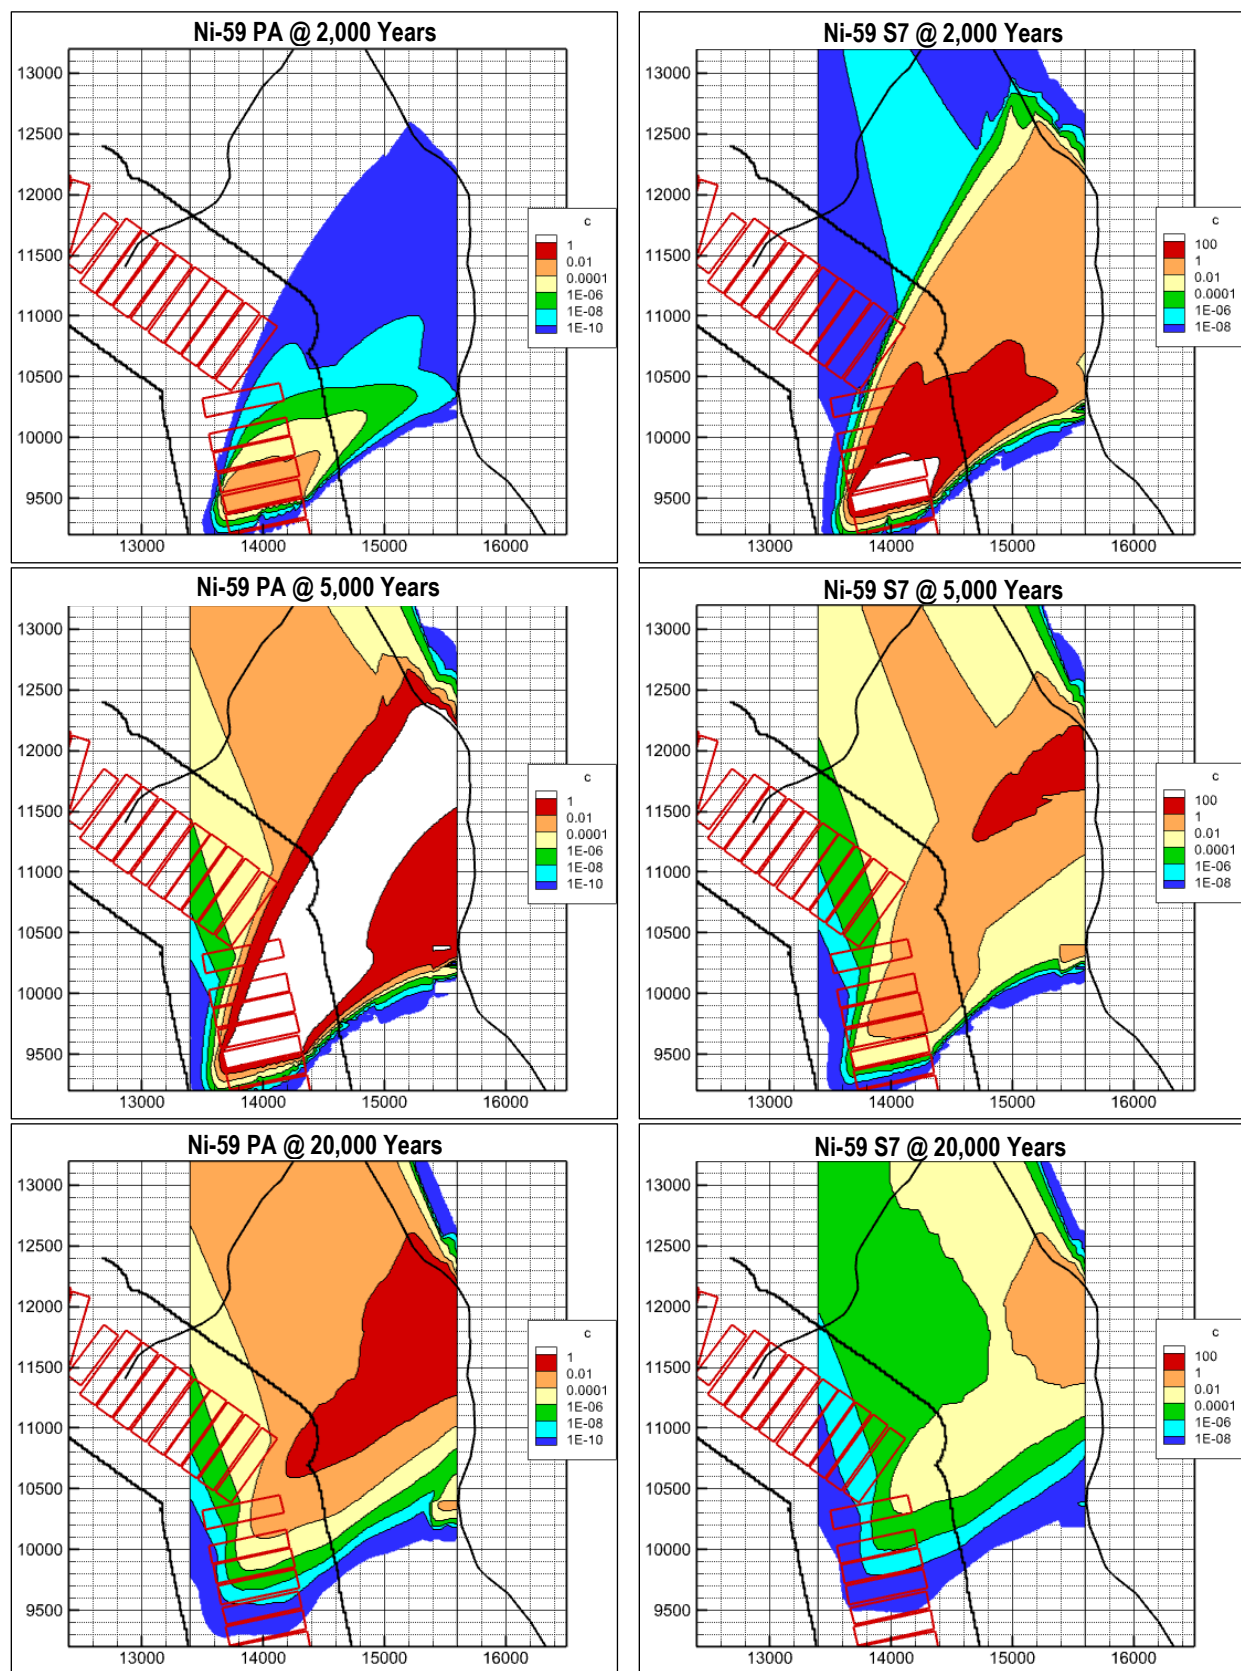 Ni-59 PA @ 2,000 Years
13000
12500
12000
11500
11000
10500
10000
9500
13000 14000 15000 16000
c
1
0.01
0.0001
1E-06
1E-08
1E-10
Ni-59 S7 @ 2,000 Years
13000
12500
12000
11500
11000
10500
10000
9500
13000 14000 15000 16000
c
100
1
0.01
0.0001
1E-06
1E-08
Ni-59 PA @ 5,000 Years
13000
12500
12000
11500
11000
10500
10000
9500
13000 14000 15000 16000
c
1
0.01
0.0001
1E-06
1E-08
1E-10
Ni-59 S7 @ 5,000 Years
13000
12500
12000
11500
11000
10500
10000
9500
13000 14000 15000 16000
c
100
1
0.01
0.0001
1E-06
1E-08
Ni-59 PA @ 20,000 Years
13000
12500
12000
11500
11000
10500
10000
9500
13000 14000 15000 16000
c
1
0.01
0.0001
1E-06
1E-08
1E-10
Ni-59 S7 @ 20,000 Years
13000
12500
12000
11500
11000
10500
10000
9500
13000 14000 15000 16000
c
100
1
0.01
0.0001
1E-06
1E-08